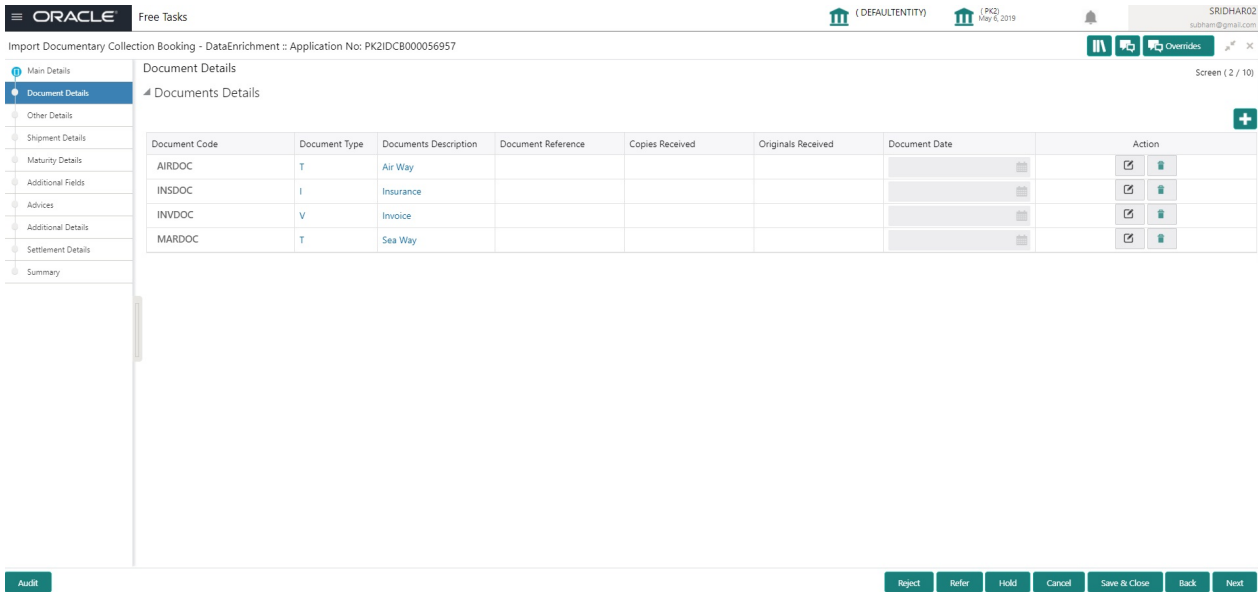 ORACLE Free Tasks ( DEFAULTENTITY) ( PK2) SRIDHAR02
May 6, 2019 subham@gmail.com
Import Documentary Collection Booking - DataEnrichment :: Application No: PK2IDCB000056957 Overrides
Main Details
Document Details
Other Details
Shipment Details
Maturity Details
Additional Fields
Advices
Additional Details
Settlement Details
Summary
Document Details Screen ( 2 / 10)
Documents Details
Document Code Document Type Documents Description Document Reference Copies Received Originals Received Document Date Action
AIRDOC T Air Way
INSDOC I Insurance
INVDOC V Invoice
MARDOC T Sea Way
Audit Reject Refer Hold Cancel Save & Close Back Next